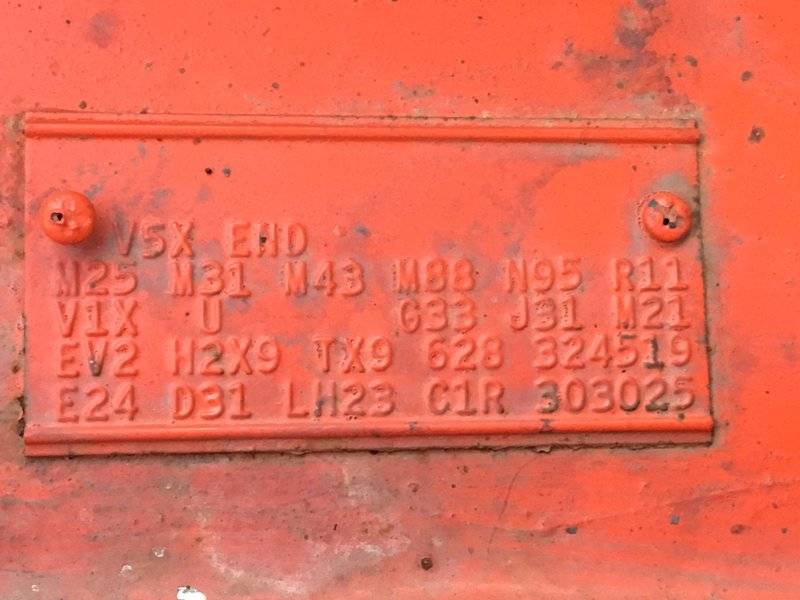 V5X END
M25 M31 M43 M88 N95 R11
V1X U G33 J31 M21
EV2 H2X9 TX9 628 324519
E24 D31 LH23 C1R 303025